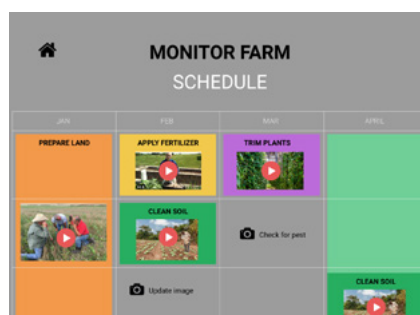 MONITOR FARM
SCHEDULE
JAN FEB MAR APRIL
PREPARE LAND APPLY FERTILIZER TRIM PLANTS
CLEAN SOIL
Check for pest
Update image
CLEAN SOIL